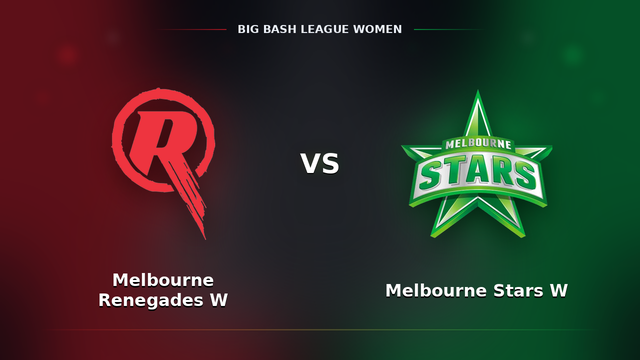 BIG BASH LEAGUE WOMEN
R
MELBOURNE
STARS
VS
Melbourne
Renegades W
Melbourne Stars W